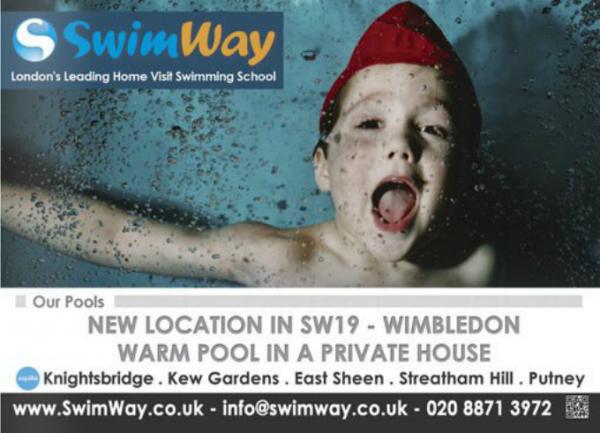 SwimWay
London's Leading Home Visit Swimming School
Our Pools
NEW LOCATION IN SW19 - WIMBLEDON
WARM POOL IN A PRIVATE HOUSE
Knightsbridge . Kew Gardens . East Sheen . Streatham Hill . Putney
www.SwimWay.co.uk - info@swimway.co.uk - 020 8871 3972